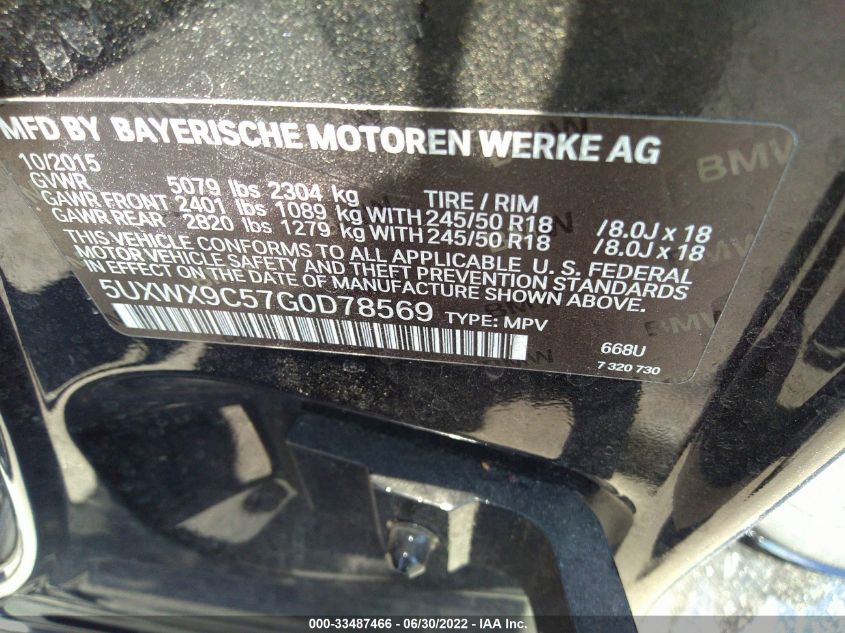 MFD BY BAYERISCHE MOTOREN WERKE AG
10/2015
GVWR 5079 lbs 2304 kg TIRE / RIM
GAWR FRONT 2401 lbs 1089 kg WITH 245/50 R18 /8.0J x 18
GAWR REAR 2820 lbs 1279 kg WITH 245/50 R18 /8.0J x 18
THIS VEHICLE CONFORMS TO ALL APPLICABLE U. S. FEDERAL
MOTOR VEHICLE SAFETY AND THEFT PREVENTION STANDARDS
IN EFFECT ON THE DATE OF MANUFACTURE SHOWN ABOVE.
5UXWX9C57G0D78569 TYPE: MPV
668U
7 320 730
BMW
BMW
BMW
000-33487466 - 06/30/2022 - IAA Inc.